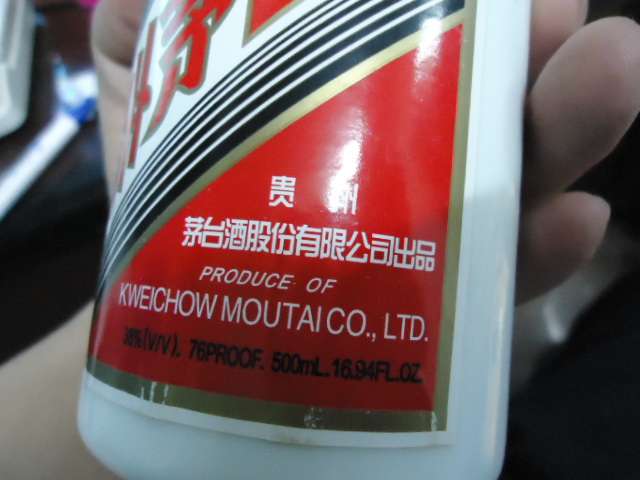 贵州
茅台酒股份有限公司出品
PRODUCE OF
KWEICHOW MOUTAI CO., LTD.
38%(V/V). 76PROOF. 500mL. 16.94FL.OZ.